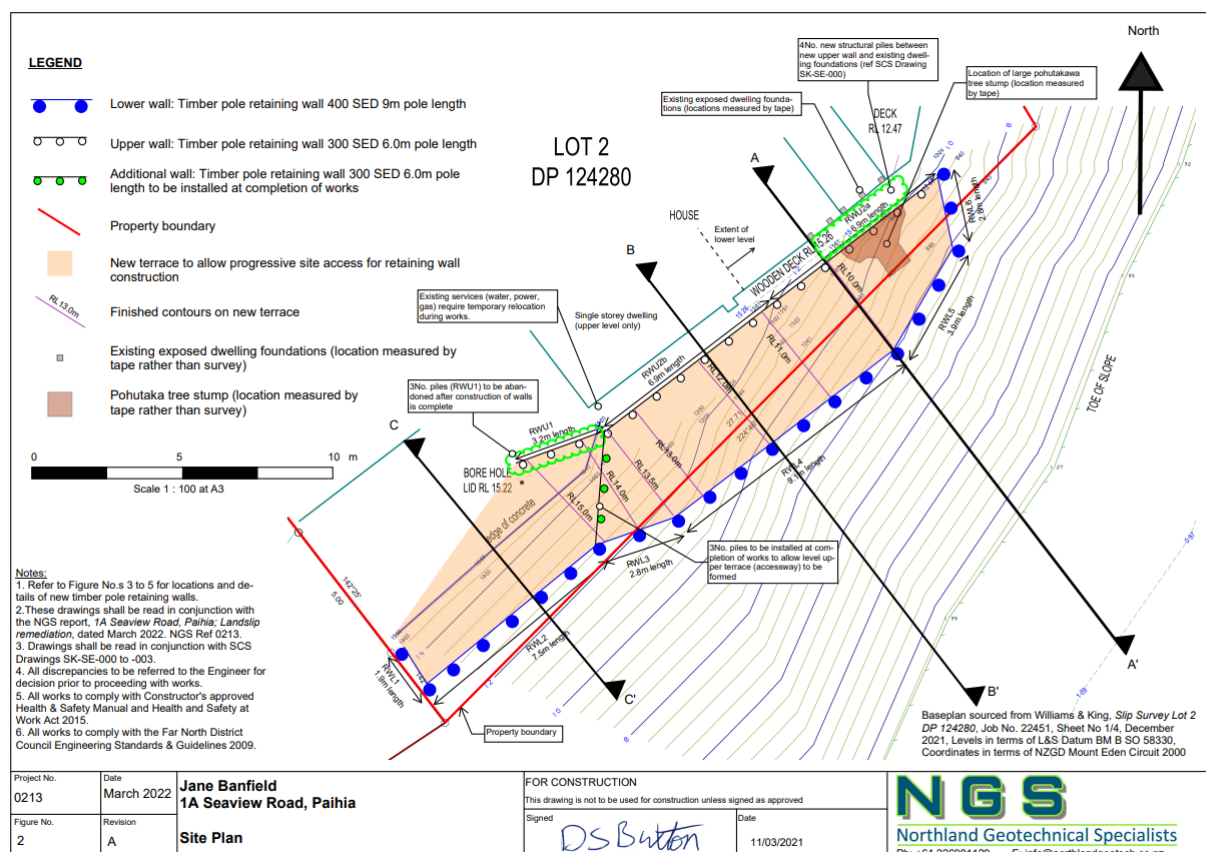 LEGEND
Lower wall: Timber pole retaining wall 400 SED 9m pole length
Upper wall: Timber pole retaining wall 300 SED 6.0m pole length
Additional wall: Timber pole retaining wall 300 SED 6.0m pole
length to be installed at completion of works
Property boundary
New terrace to allow progressive site access for retaining wall
construction
RL13.0m
Finished contours on new terrace
Existing exposed dwelling foundations (location measured by
tape rather than survey)
Pohutaka tree stump (location measured by
tape rather than survey)
0 5 10 m
Scale 1 : 100 at A3
North
LOT 2
DP 124280
4No. new structural piles between
new upper wall and existing dwel-
ling foundations (ref SCS Drawing
SK-SE-000)
Location of large pohutakawa
tree stump (location measured
by tape)
Existing exposed dwelling founda-
tions (locations measured by tape)
DECK
RL 12.47
HOUSE
Extent of
lower level
WOODEN DECK RL 15.26
RWU2a
6.9m length
Existing services (water, power,
gas) require temporary relocation
during works.
Single storey dwelling
(upper level only)
RWU2b
6.9m length
3No. piles (RWU1) to be aban-
doned after construction of walls
is complete
RWU1
3.2m length
BORE HOLE
LID RL 15.22
edge of concrete
RL15.0m
RL14.0m
RL13.5m
RL13.0m
RL12.0m
RL11.0m
RL10.0m
27.71
RWL6
RWL5
3.9m length
RWL4
9.1m length
RWL3
2.8m length
RWL2
7.5m length
RWL1
1.9m length
3No. piles to be installed at com-
pletion of works to allow level up-
per terrace (accessway) to be
formed
Property boundary
TOE OF SLOPE
142°25'
5.00
A
B
C
A'
B'
C'
Notes:
1. Refer to Figure No.s 3 to 5 for locations and de-
tails of new timber pole retaining walls.
2.These drawings shall be read in conjunction with
the NGS report, 1A Seaview Road, Paihia; Landslip
remediation, dated March 2022. NGS Ref 0213.
3. Drawings shall be read in conjunction with SCS
Drawings SK-SE-000 to -003.
4. All discrepancies to be referred to the Engineer for
decision prior to proceeding with works.
5. All works to comply with Constructor's approved
Health & Safety Manual and Health and Safety at
Work Act 2015.
6. All works to comply with the Far North District
Council Engineering Standards & Guidelines 2009.
Baseplan sourced from Williams & King, Slip Survey Lot 2
DP 124280, Job No. 22451, Sheet No 1/4, December
2021, Levels in terms of L&S Datum BM B SO 58330,
Coordinates in terms of NZGD Mount Eden Circuit 2000
Project No.
0213
Date
March 2022
Jane Banfield
1A Seaview Road, Paihia
Figure No.
2
Revision
A
Site Plan
FOR CONSTRUCTION
This drawing is not to be used for construction unless signed as approved
Signed
DSButton
Date
11/03/2021
NGS
Northland Geotechnical Specialists